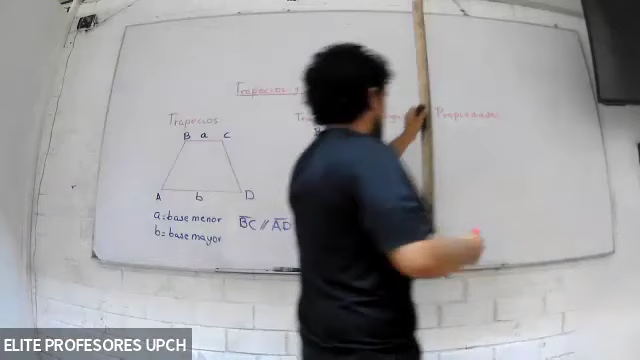 Trapecios y
Trapecios
Propiedades
B a C
A b D
a = base menor
b = base mayor
BC // AD
ELITE PROFESORES UPCH